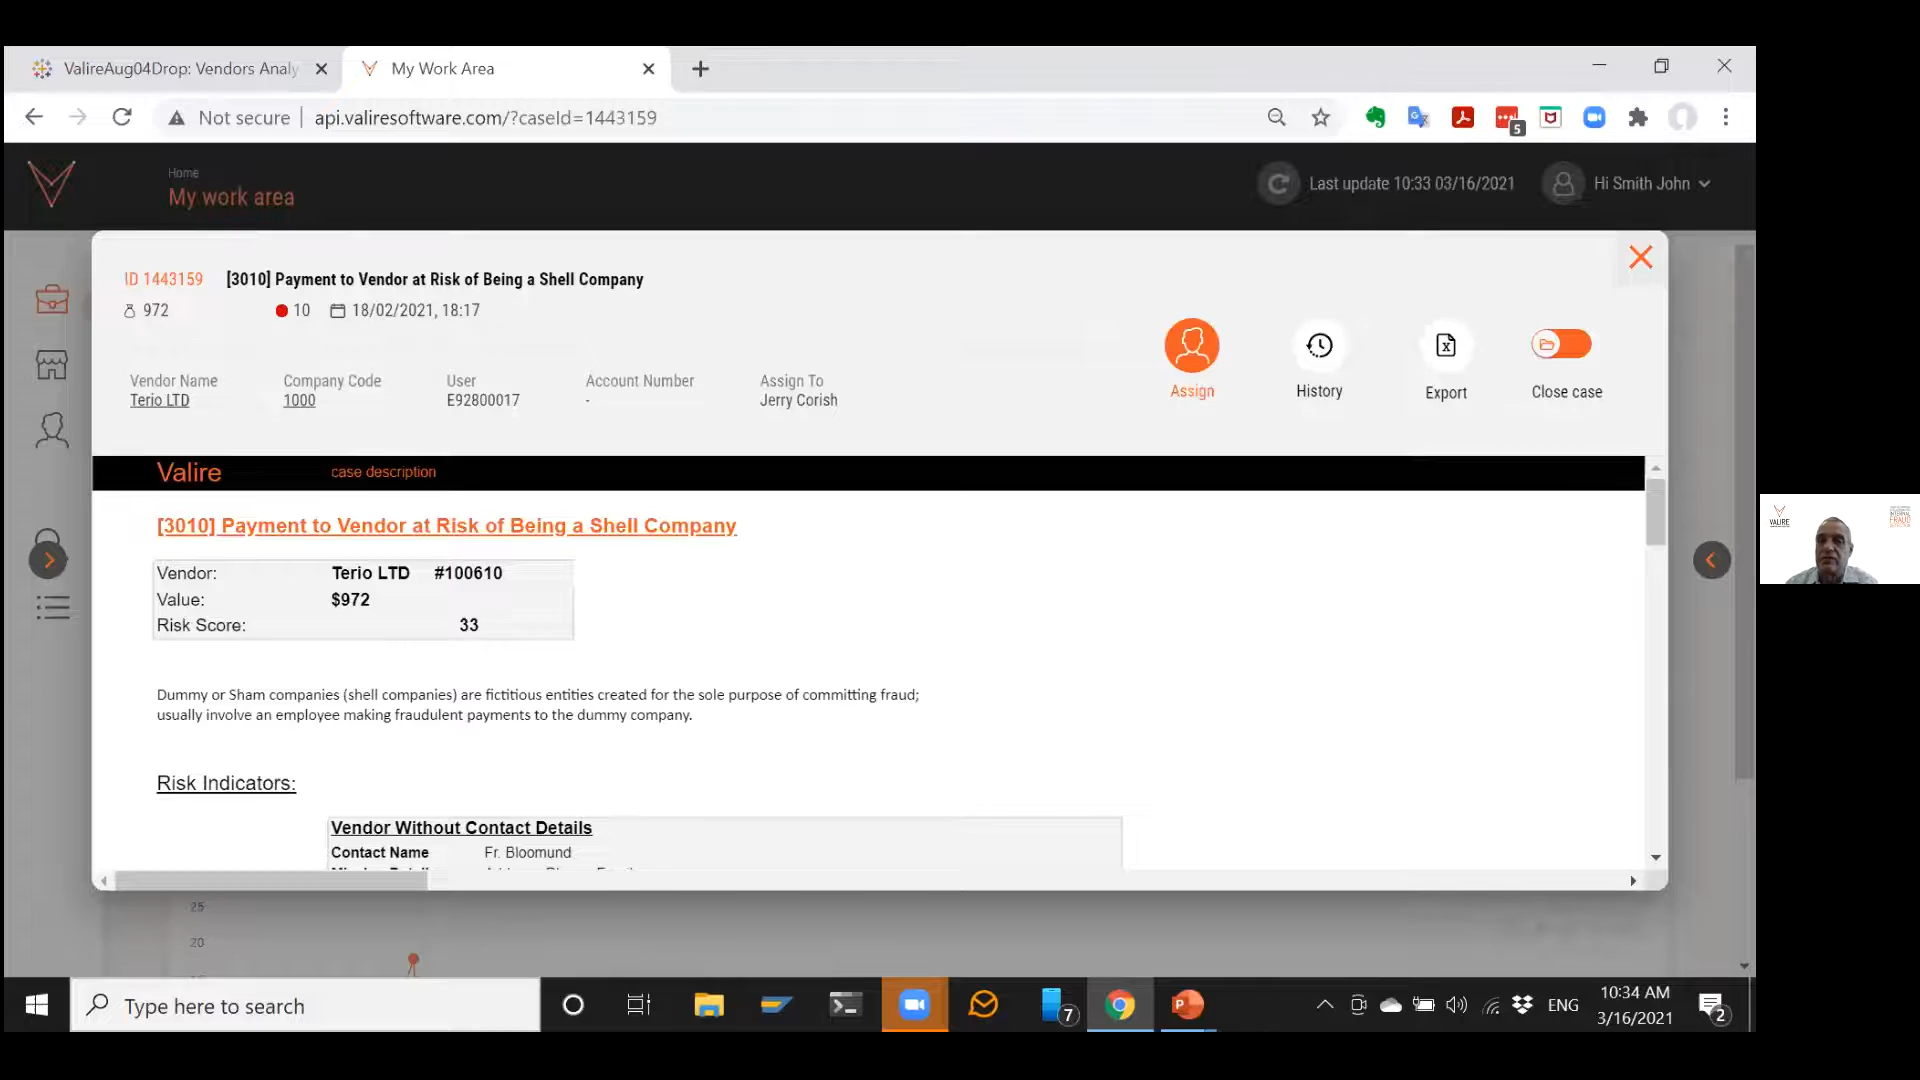 ValireAug04Drop: Vendors Analy
My Work Area
Not secure
api.valiresoftware.com/?caseId=1443159
5
Home
My work area
Last update 10:33 03/16/2021
Hi Smith John
ID 1443159 [3010] Payment to Vendor at Risk of Being a Shell Company
972 10 18/02/2021, 18:17
Vendor Name Company Code User Account Number Assign To
Terio LTD 1000 E92800017 - Jerry Corish
Assign History Export Close case
Valire case description
[3010] Payment to Vendor at Risk of Being a Shell Company
Vendor: Terio LTD #100610
Value: $972
Risk Score: 33
Dummy or Sham companies (shell companies) are fictitious entities created for the sole purpose of committing fraud;
usually involve an employee making fraudulent payments to the dummy company.
Risk Indicators:
Vendor Without Contact Details
Contact Name Fr. Bloomund
25
20
VALIRE
FRAUD
Type here to search
7
ENG
10:34 AM
3/16/2021
2